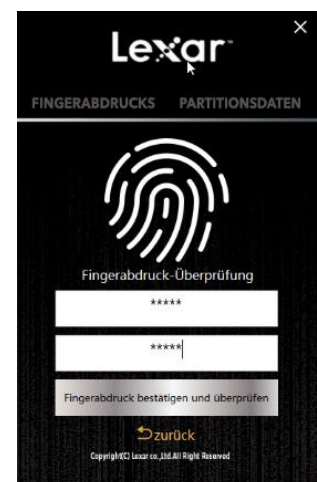 Lexar
FINGERABDRUCKS PARTITIONSDATEN
Fingerabdruck-Überprüfung
*****
*****
Fingerabdruck bestätigen und überprüfen
zurück
Copyright(C) Lexar co.,Ltd.All Right Reserved